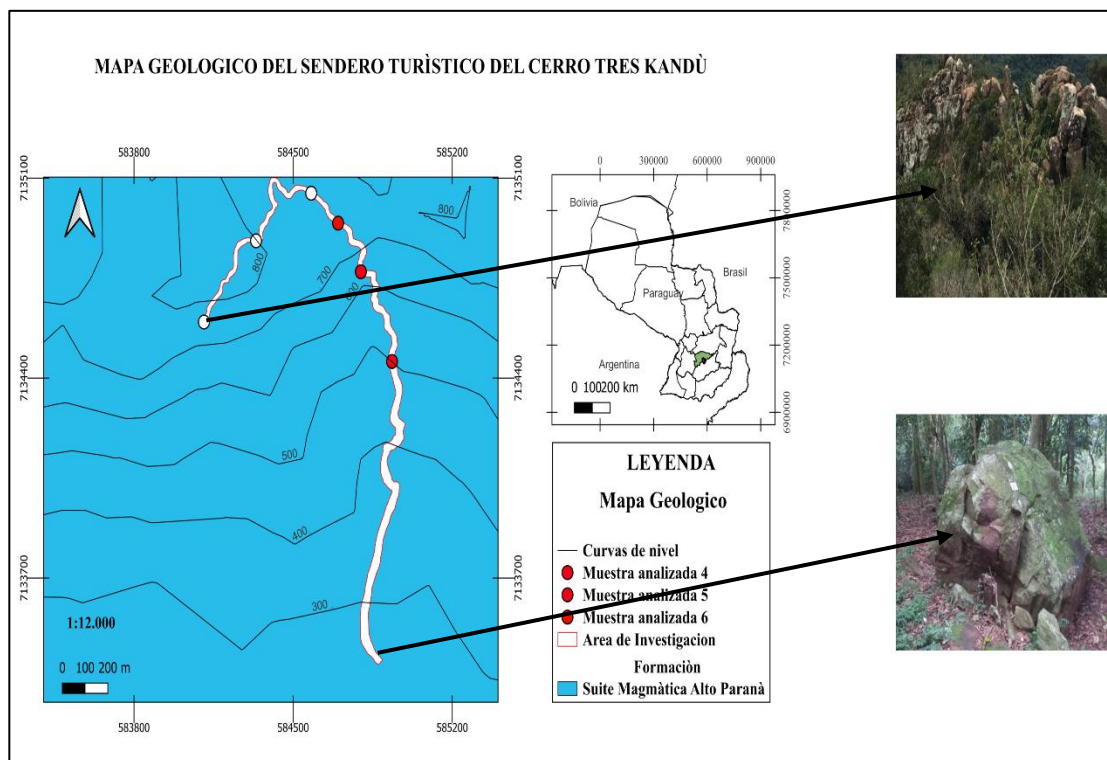 MAPA GEOLOGICO DEL SENDERO TURÌSTICO DEL CERRO TRES KANDÙ
583800 584500 585200
7135100
7135100
800
800
700
600
7134400
7134400
500
400
7133700
7133700
300
1:12.000
0 100 200 m
583800 584500 585200
0 300000 600000 900000
Bolivia
Brasil
Paraguay
Argentina
7800000
7500000
7200000
6900000
0 100200 km
LEYENDA
Mapa Geologico
Curvas de nivel
Muestra analizada 4
Muestra analizada 5
Muestra analizada 6
Area de Investigacion
Formaciòn
Suite Magmàtica Alto Paranà